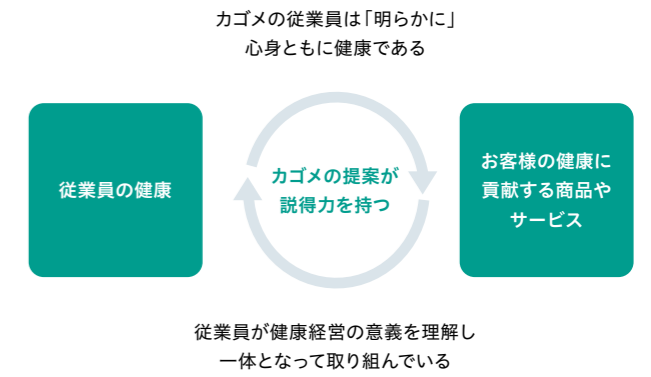 カゴメの従業員は「明らかに」
心身ともに健康である
従業員の健康
カゴメの提案が
説得力を持つ
お客様の健康に
貢献する商品や
サービス
従業員が健康経営の意義を理解し
一体となって取り組んでいる